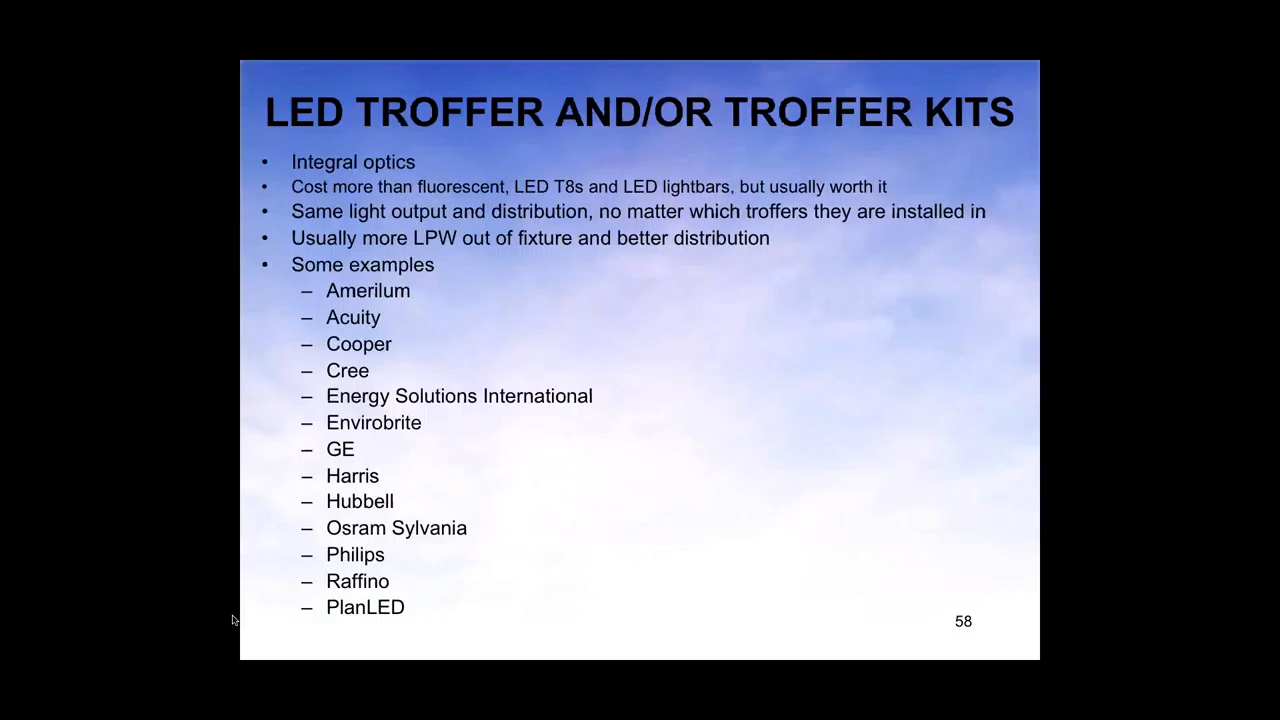 LED TROFFER AND/OR TROFFER KITS
• Integral optics
• Cost more than fluorescent, LED T8s and LED lightbars, but usually worth it
• Same light output and distribution, no matter which troffers they are installed in
• Usually more LPW out of fixture and better distribution
• Some examples
– Amerilum
– Acuity
– Cooper
– Cree
– Energy Solutions International
– Envirobrite
– GE
– Harris
– Hubbell
– Osram Sylvania
– Philips
– Raffino
– PlanLED
58